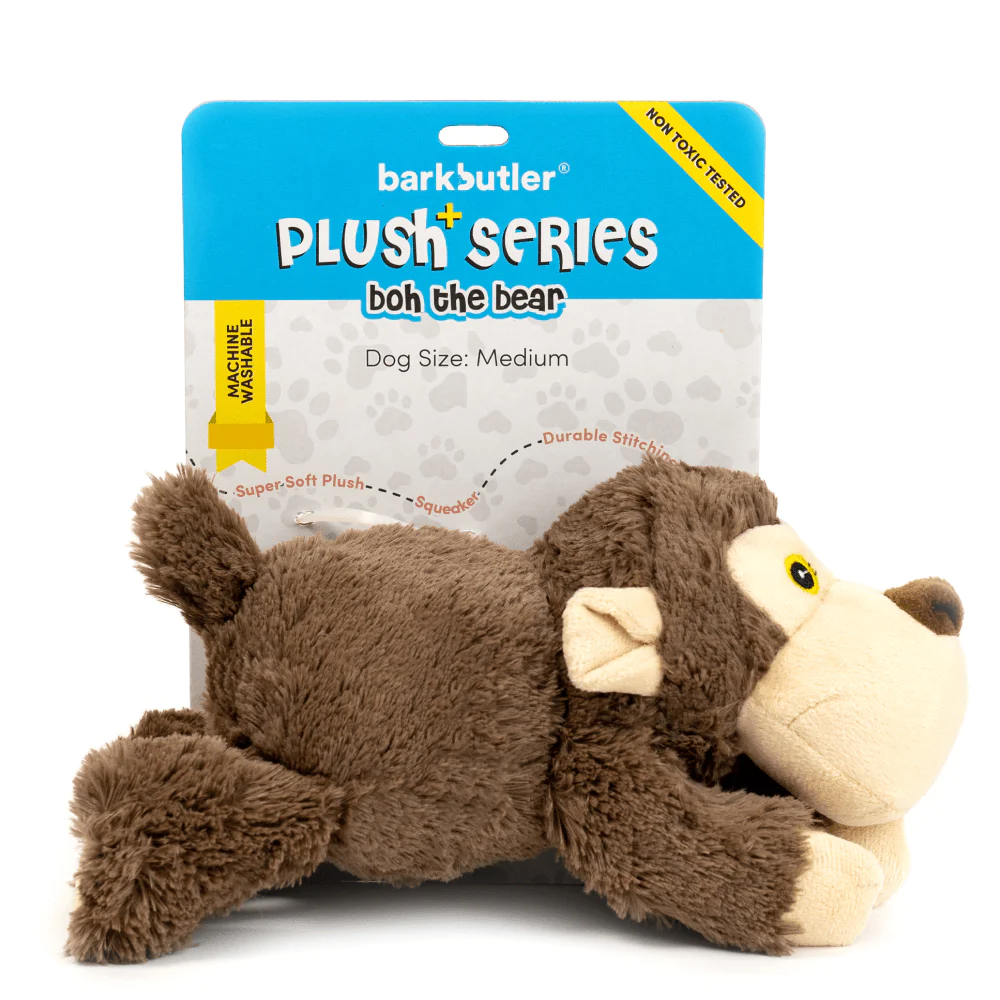 barkbutler®
PLUSH+ SERIES
boh the bear
Dog Size: Medium
NON TOXIC TESTED
MACHINE
WASHABLE
Super Soft Plush
Squeaker
Durable Stitching